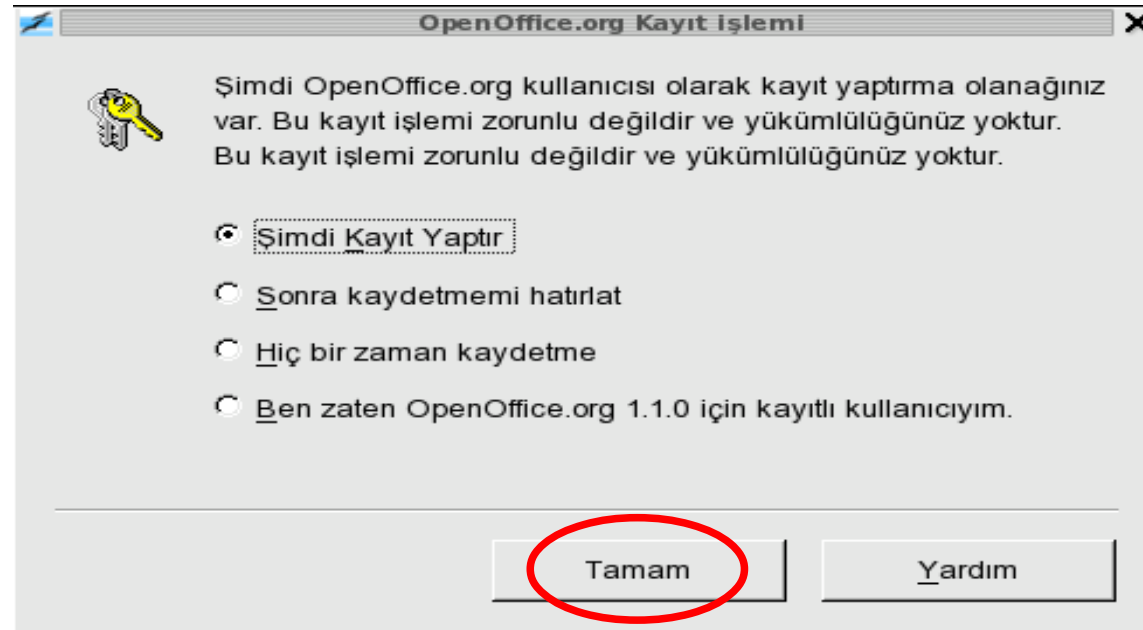 OpenOffice.org Kayıt işlemi
Şimdi OpenOffice.org kullanıcısı olarak kayıt yaptırma olanağınız
var. Bu kayıt işlemi zorunlu değildir ve yükümlülüğünüz yoktur.
Bu kayıt işlemi zorunlu değildir ve yükümlülüğünüz yoktur.
Şimdi Kayıt Yaptır
Sonra kaydetmemi hatırlat
Hiç bir zaman kaydetme
Ben zaten OpenOffice.org 1.1.0 için kayıtlı kullanıcıyım.
Tamam
Yardım